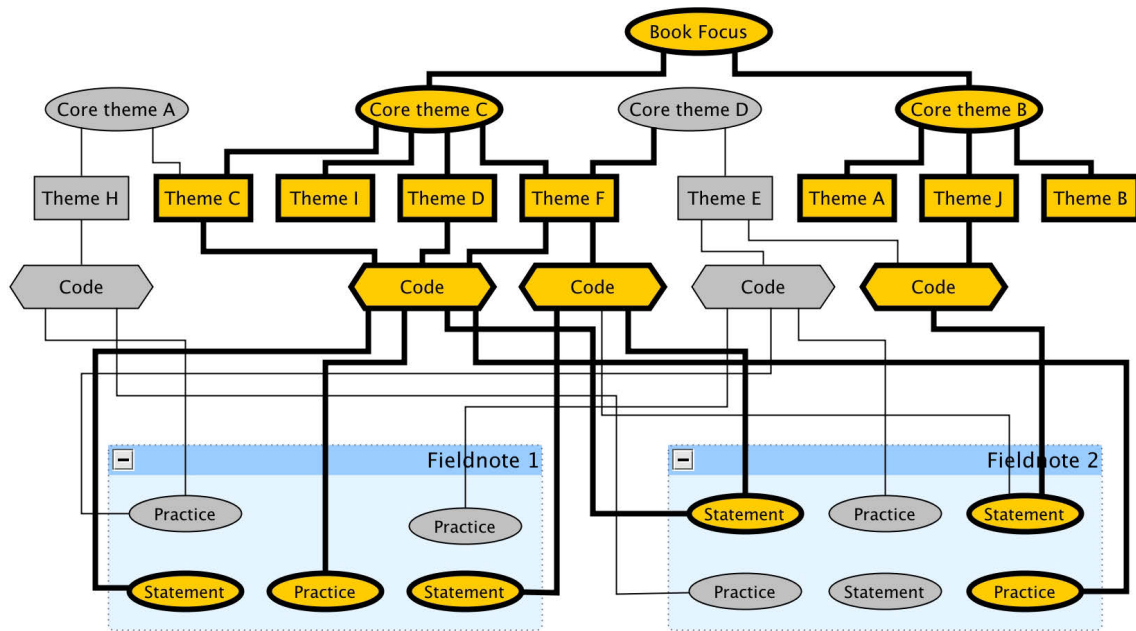 Book Focus
Core theme A
Core theme C
Core theme D
Core theme B
Theme H
Theme C
Theme I
Theme D
Theme F
Theme E
Theme A
Theme J
Theme B
Code
Code
Code
Code
Code
Fieldnote 1
Fieldnote 2
Practice
Practice
Statement
Practice
Statement
Statement
Practice
Statement
Practice
Statement
Practice